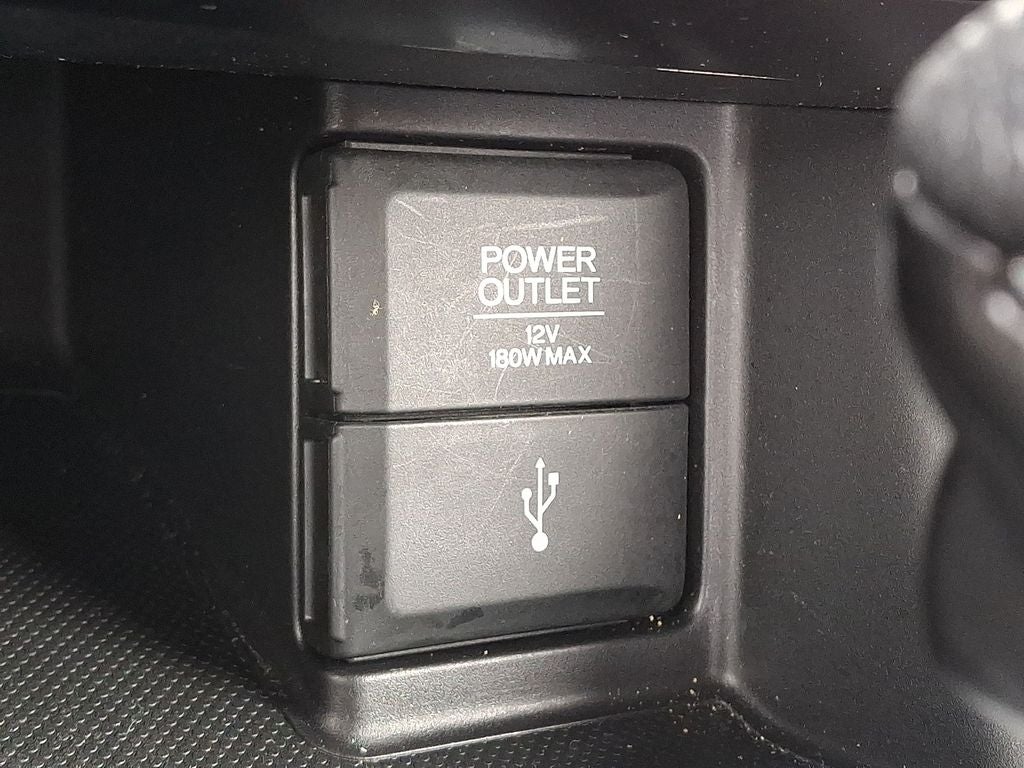 POWER
OUTLET
12V
180W MAX